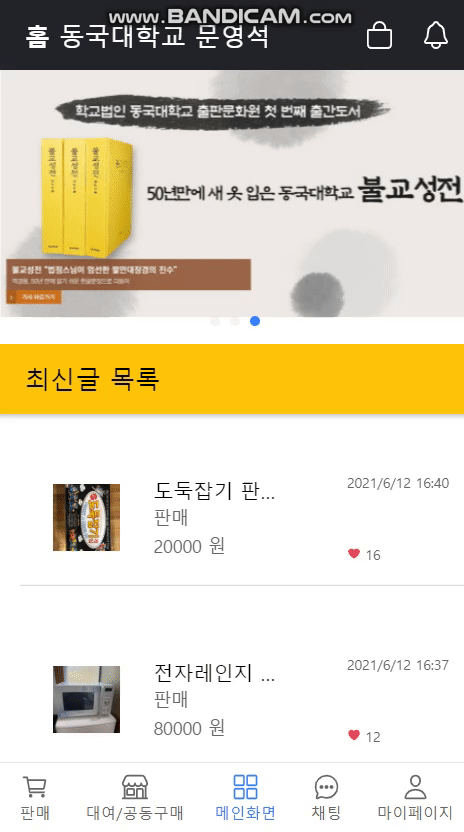 www.BANDICAM.com
홈 동국대학교 문영석
학교법인 동국대학교 출판문화원 첫 번째 출간도서
50년만에 새 옷 입은 동국대학교 불교성전
불교성전 불교성전 불교성전
불교성전 "법정스님이 엄선한 팔만대장경의 진수"
최신글 목록
도둑잡기 판...
2021/6/12 16:40
판매
20000 원
16
도둑잡기
전자레인지 ...
2021/6/12 16:37
판매
80000 원
12
판매 대여/공동구매 메인화면 채팅 마이페이지